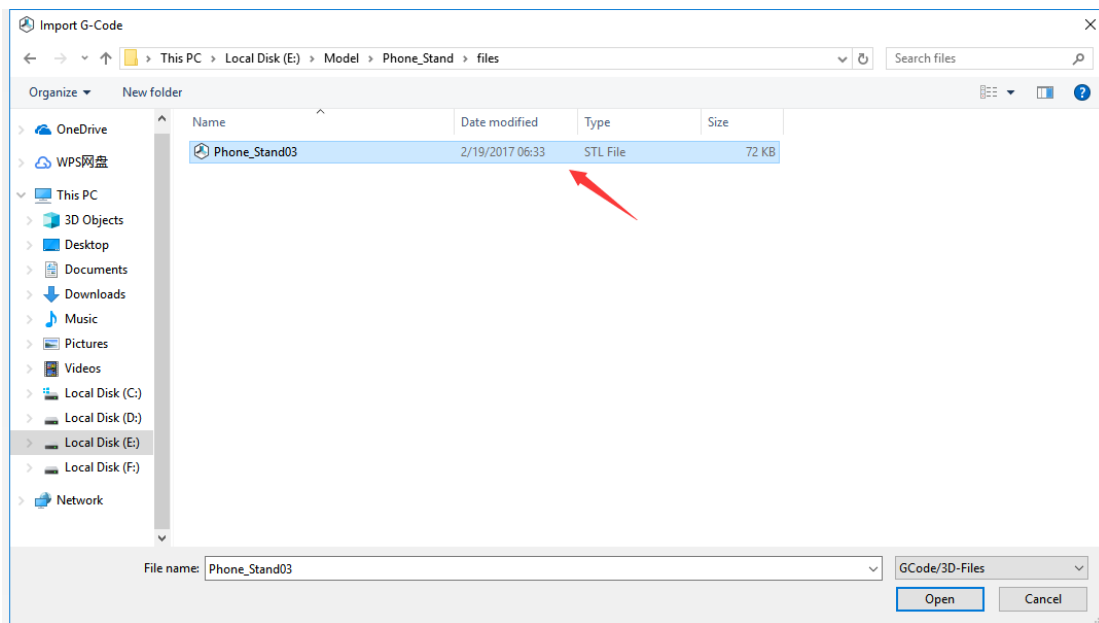 Import G-Code
This PC > Local Disk (E:) > Model > Phone_Stand > files
Search files
Organize
New folder
Name
Date modified
Type
Size
Phone_Stand03
2/19/2017 06:33
STL File
72 KB
OneDrive
WPS网盘
This PC
3D Objects
Desktop
Documents
Downloads
Music
Pictures
Videos
Local Disk (C:)
Local Disk (D:)
Local Disk (E:)
Local Disk (F:)
Network
File name: Phone_Stand03
GCode/3D-Files
Open
Cancel